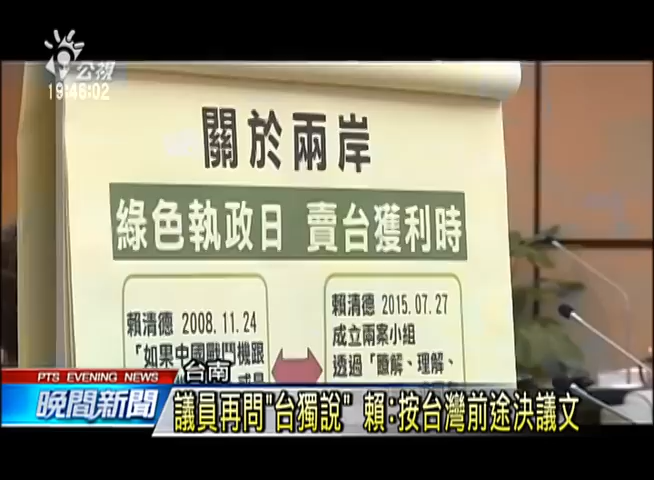 公視
19:46:02
關於兩岸
綠色執政日 賣台獲利時
賴清德 2008.11.24
「如果中國戰鬥機跟
賴清德 2015.07.27
成立兩案小組
透過「瞭解、理解、
PTS EVENING NEWS
台南
晚間新聞
議員再問"台獨說" 賴:按台灣前途決議文